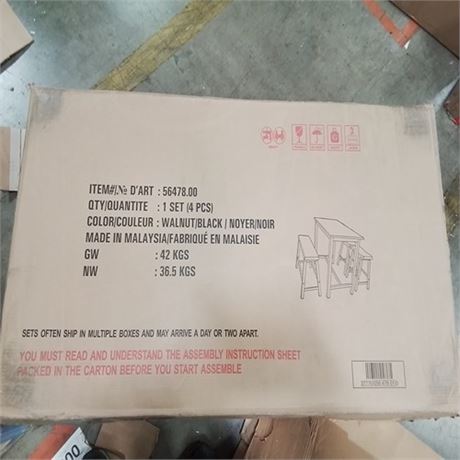 ITEM#/.№ D'ART : 56478.00
QTY/QUANTITE : 1 SET (4 PCS)
COLOR/COULEUR : WALNUT/BLACK / NOYER/NOIR
MADE IN MALAYSIA/FABRIQUÉ EN MALAISIE
GW : 42 KGS
NW : 36.5 KGS
SETS OFTEN SHIP IN MULTIPLE BOXES AND MAY ARRIVE A DAY OR TWO APART.
YOU MUST READ AND UNDERSTAND THE ASSEMBLY INSTRUCTION SHEET
PACKED IN THE CARTON BEFORE YOU START ASSEMBLE